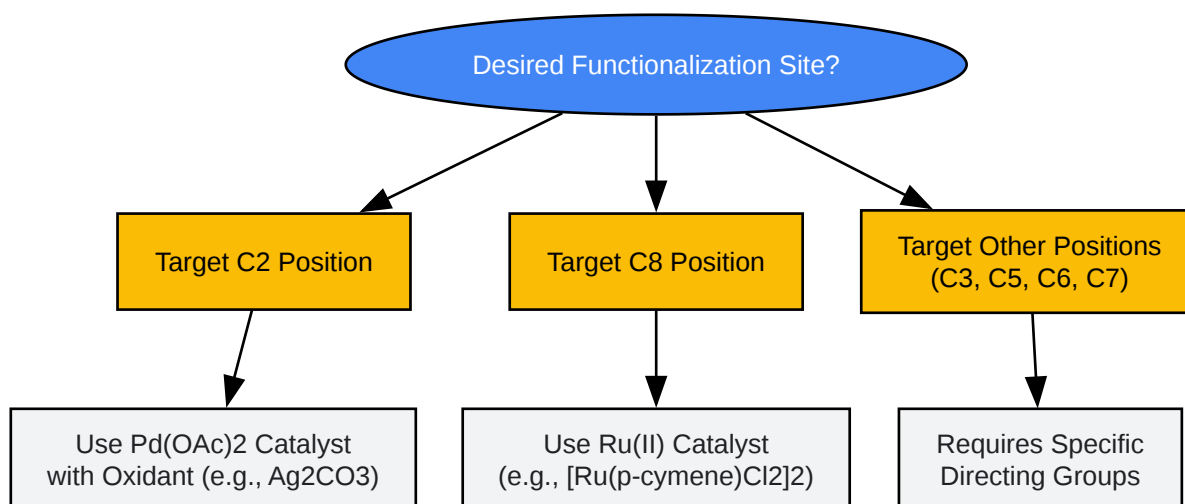 Desired Functionalization Site?
Target C2 Position
Target C8 Position
Target Other Positions
(C3, C5, C6, C7)
Use Pd(OAc)2 Catalyst
with Oxidant (e.g., Ag2CO3)
Use Ru(II) Catalyst
(e.g., [Ru(p-cymene)Cl2]2)
Requires Specific
Directing Groups